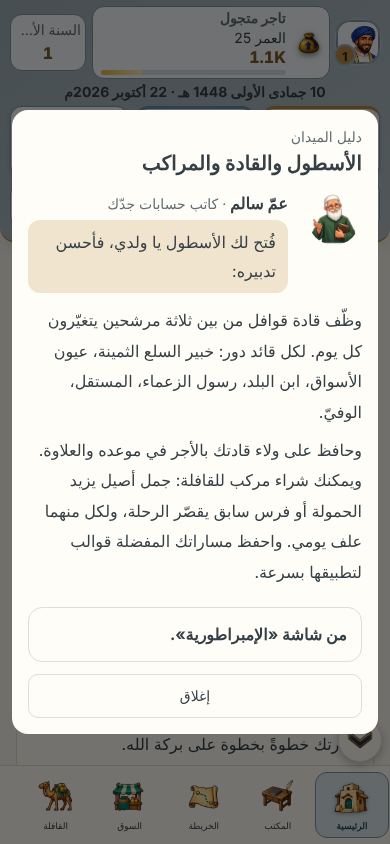 تاجر متجول
العمر 25
1.1K
السنة الأ...
1
1
10 جمادى الأولى 1448 هـ · 22 أكتوبر 2026م
دليل الميدان
الأسطول والقادة والمراكب
عمّ سالم · كاتب حسابات جدّك
فُتح لك الأسطول يا ولدي، فأحسن
تدبيره:
وظّف قادة قوافل من بين ثلاثة مرشحين يتغيّرون
كل يوم. لكل قائد دور: خبير السلع الثمينة، عيون
الأسواق، ابن البلد، رسول الزعماء، المستقل،
الوفيّ.
وحافظ على ولاء قادتك بالأجر في موعده والعلاوة.
ويمكنك شراء مركب للقافلة: جمل أصيل يزيد
الحمولة أو فرس سابق يقصّر الرحلة، ولكل منهما
علف يومي. واحفظ مساراتك المفضلة قوالب
لتطبيقها بسرعة.
من شاشة «الإمبراطورية».
إغلاق
رتك خطوةً بخطوة على بركة الله.
الرئيسية
المكتب
الخريطة
السوق
القافلة